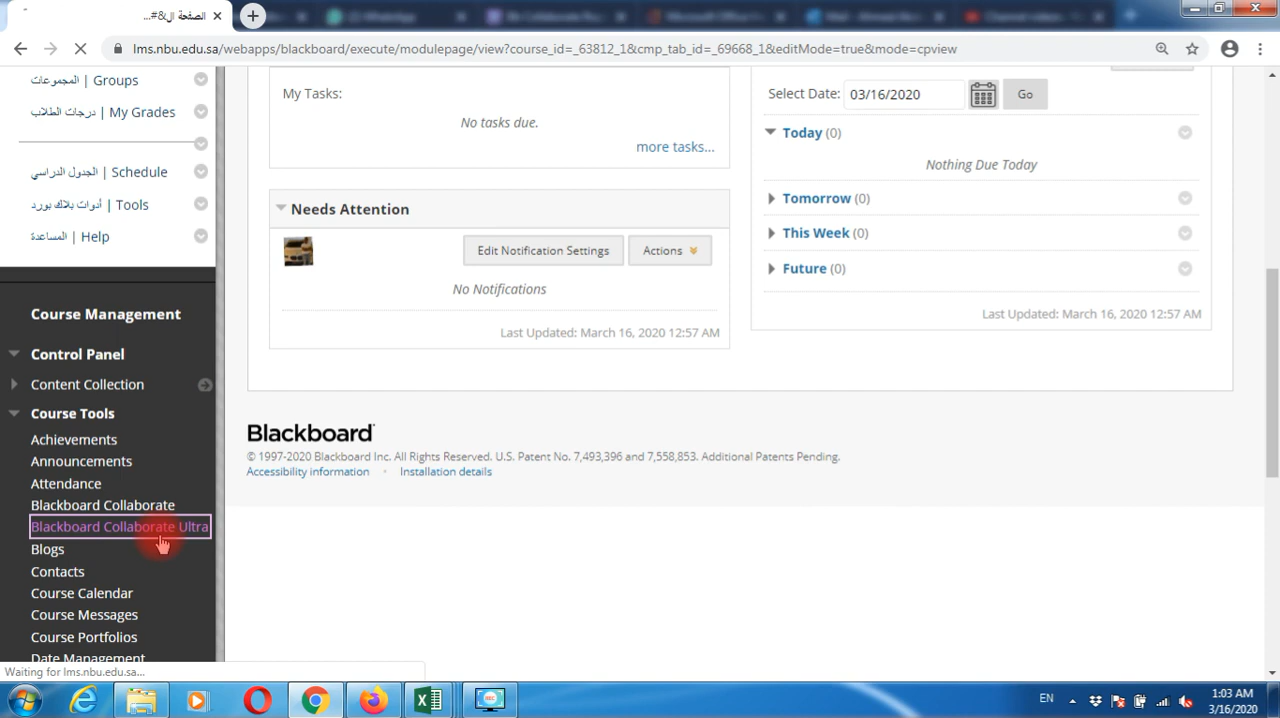 الصفحة ال&#...
lms.nbu.edu.sa/webapps/blackboard/execute/modulepage/view?course_id=_63812_1&cmp_tab_id=_69668_1&editMode=true&mode=cpview
المجموعات | Groups
درجات الطلاب | My Grades
الجدول الدراسي | Schedule
أدوات بلاك بورد | Tools
المساعدة | Help
Course Management
Control Panel
Content Collection
Course Tools
Achievements
Announcements
Attendance
Blackboard Collaborate
Blackboard Collaborate Ultra
Blogs
Contacts
Course Calendar
Course Messages
Course Portfolios
Date Management
Waiting for lms.nbu.edu.sa...
My Tasks:
No tasks due.
more tasks...
Needs Attention
Edit Notification Settings
Actions
No Notifications
Last Updated: March 16, 2020 12:57 AM
Select Date: 03/16/2020 Go
Today (0)
Nothing Due Today
Tomorrow (0)
This Week (0)
Future (0)
Last Updated: March 16, 2020 12:57 AM
Blackboard
© 1997-2020 Blackboard Inc. All Rights Reserved. U.S. Patent No. 7,493,396 and 7,558,853. Additional Patents Pending.
Accessibility information • Installation details
EN
1:03 AM
3/16/2020